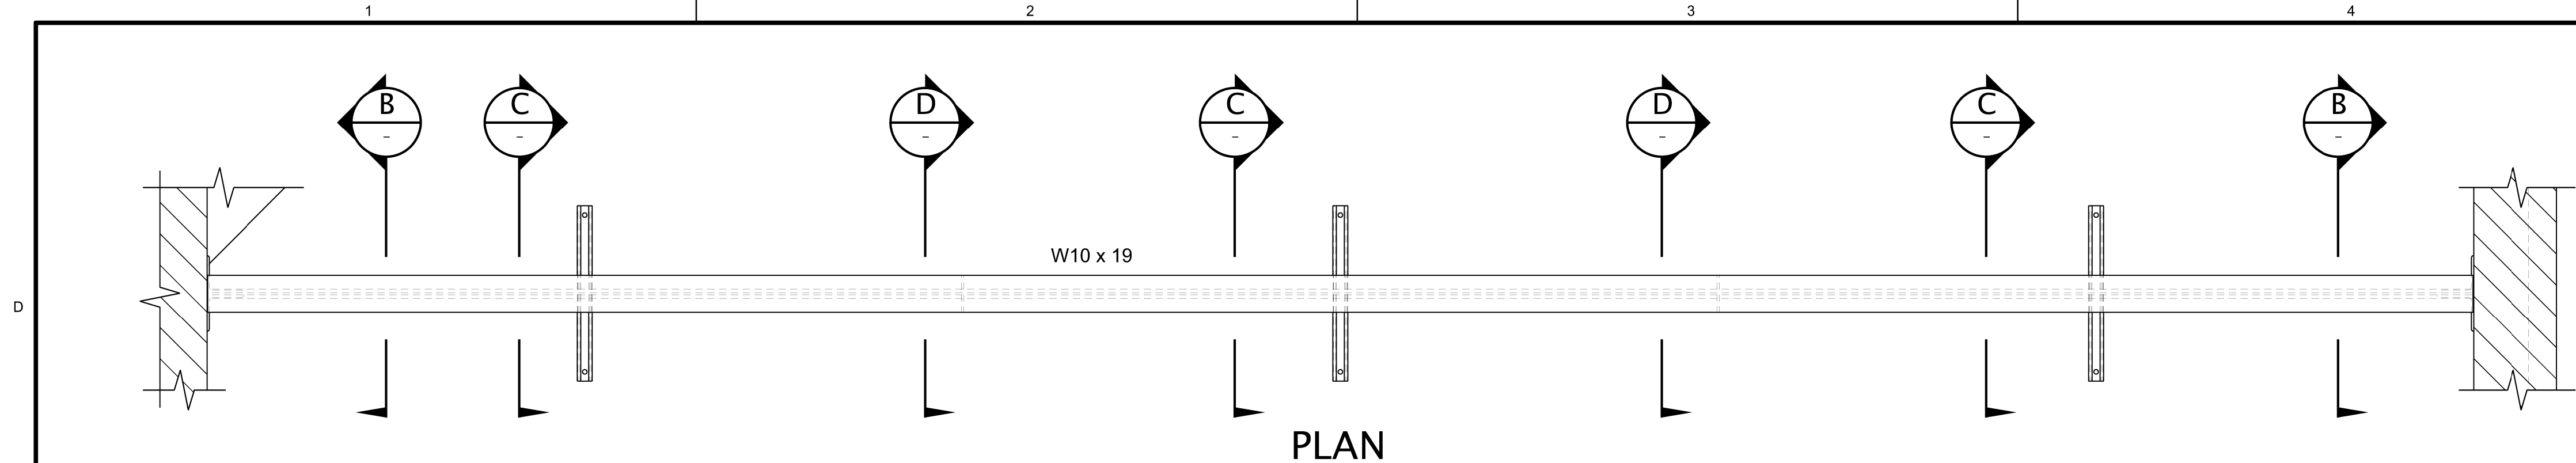 1 2 3 4
B C D C D C B
- - - - - - -
W10 x 19
D
PLAN